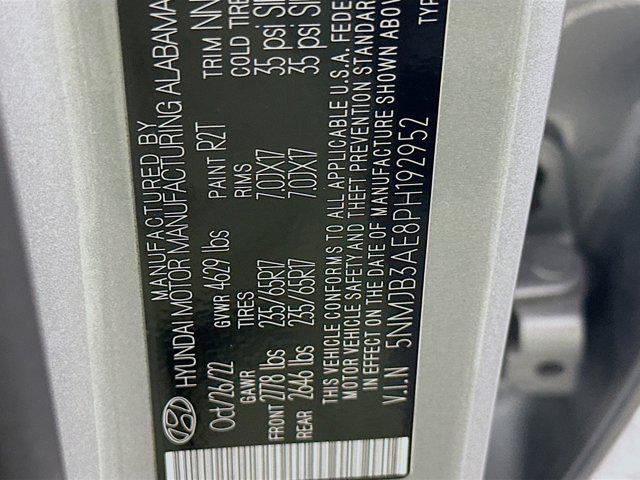 MANUFACTURED BY
HYUNDAI MOTOR MANUFACTURING ALABAMA
Oct/26/22 GVWR 4629 lbs PAINT R2T TRIM NN
GAWR TIRES RIMS COLD TIRE
FRONT 2778 lbs 235/65R17 7.0JX17 35 psi
REAR 2646 lbs 235/65R17 7.0JX17 35 psi
THIS VEHICLE CONFORMS TO ALL APPLICABLE U.S.A. FEDE
MOTOR VEHICLE SAFETY AND THEFT PREVENTION STANDAR
IN EFFECT ON THE DATE OF MANUFACTURE SHOWN ABOV
V.I.N 5NMJB3AE8PH192952 TYP